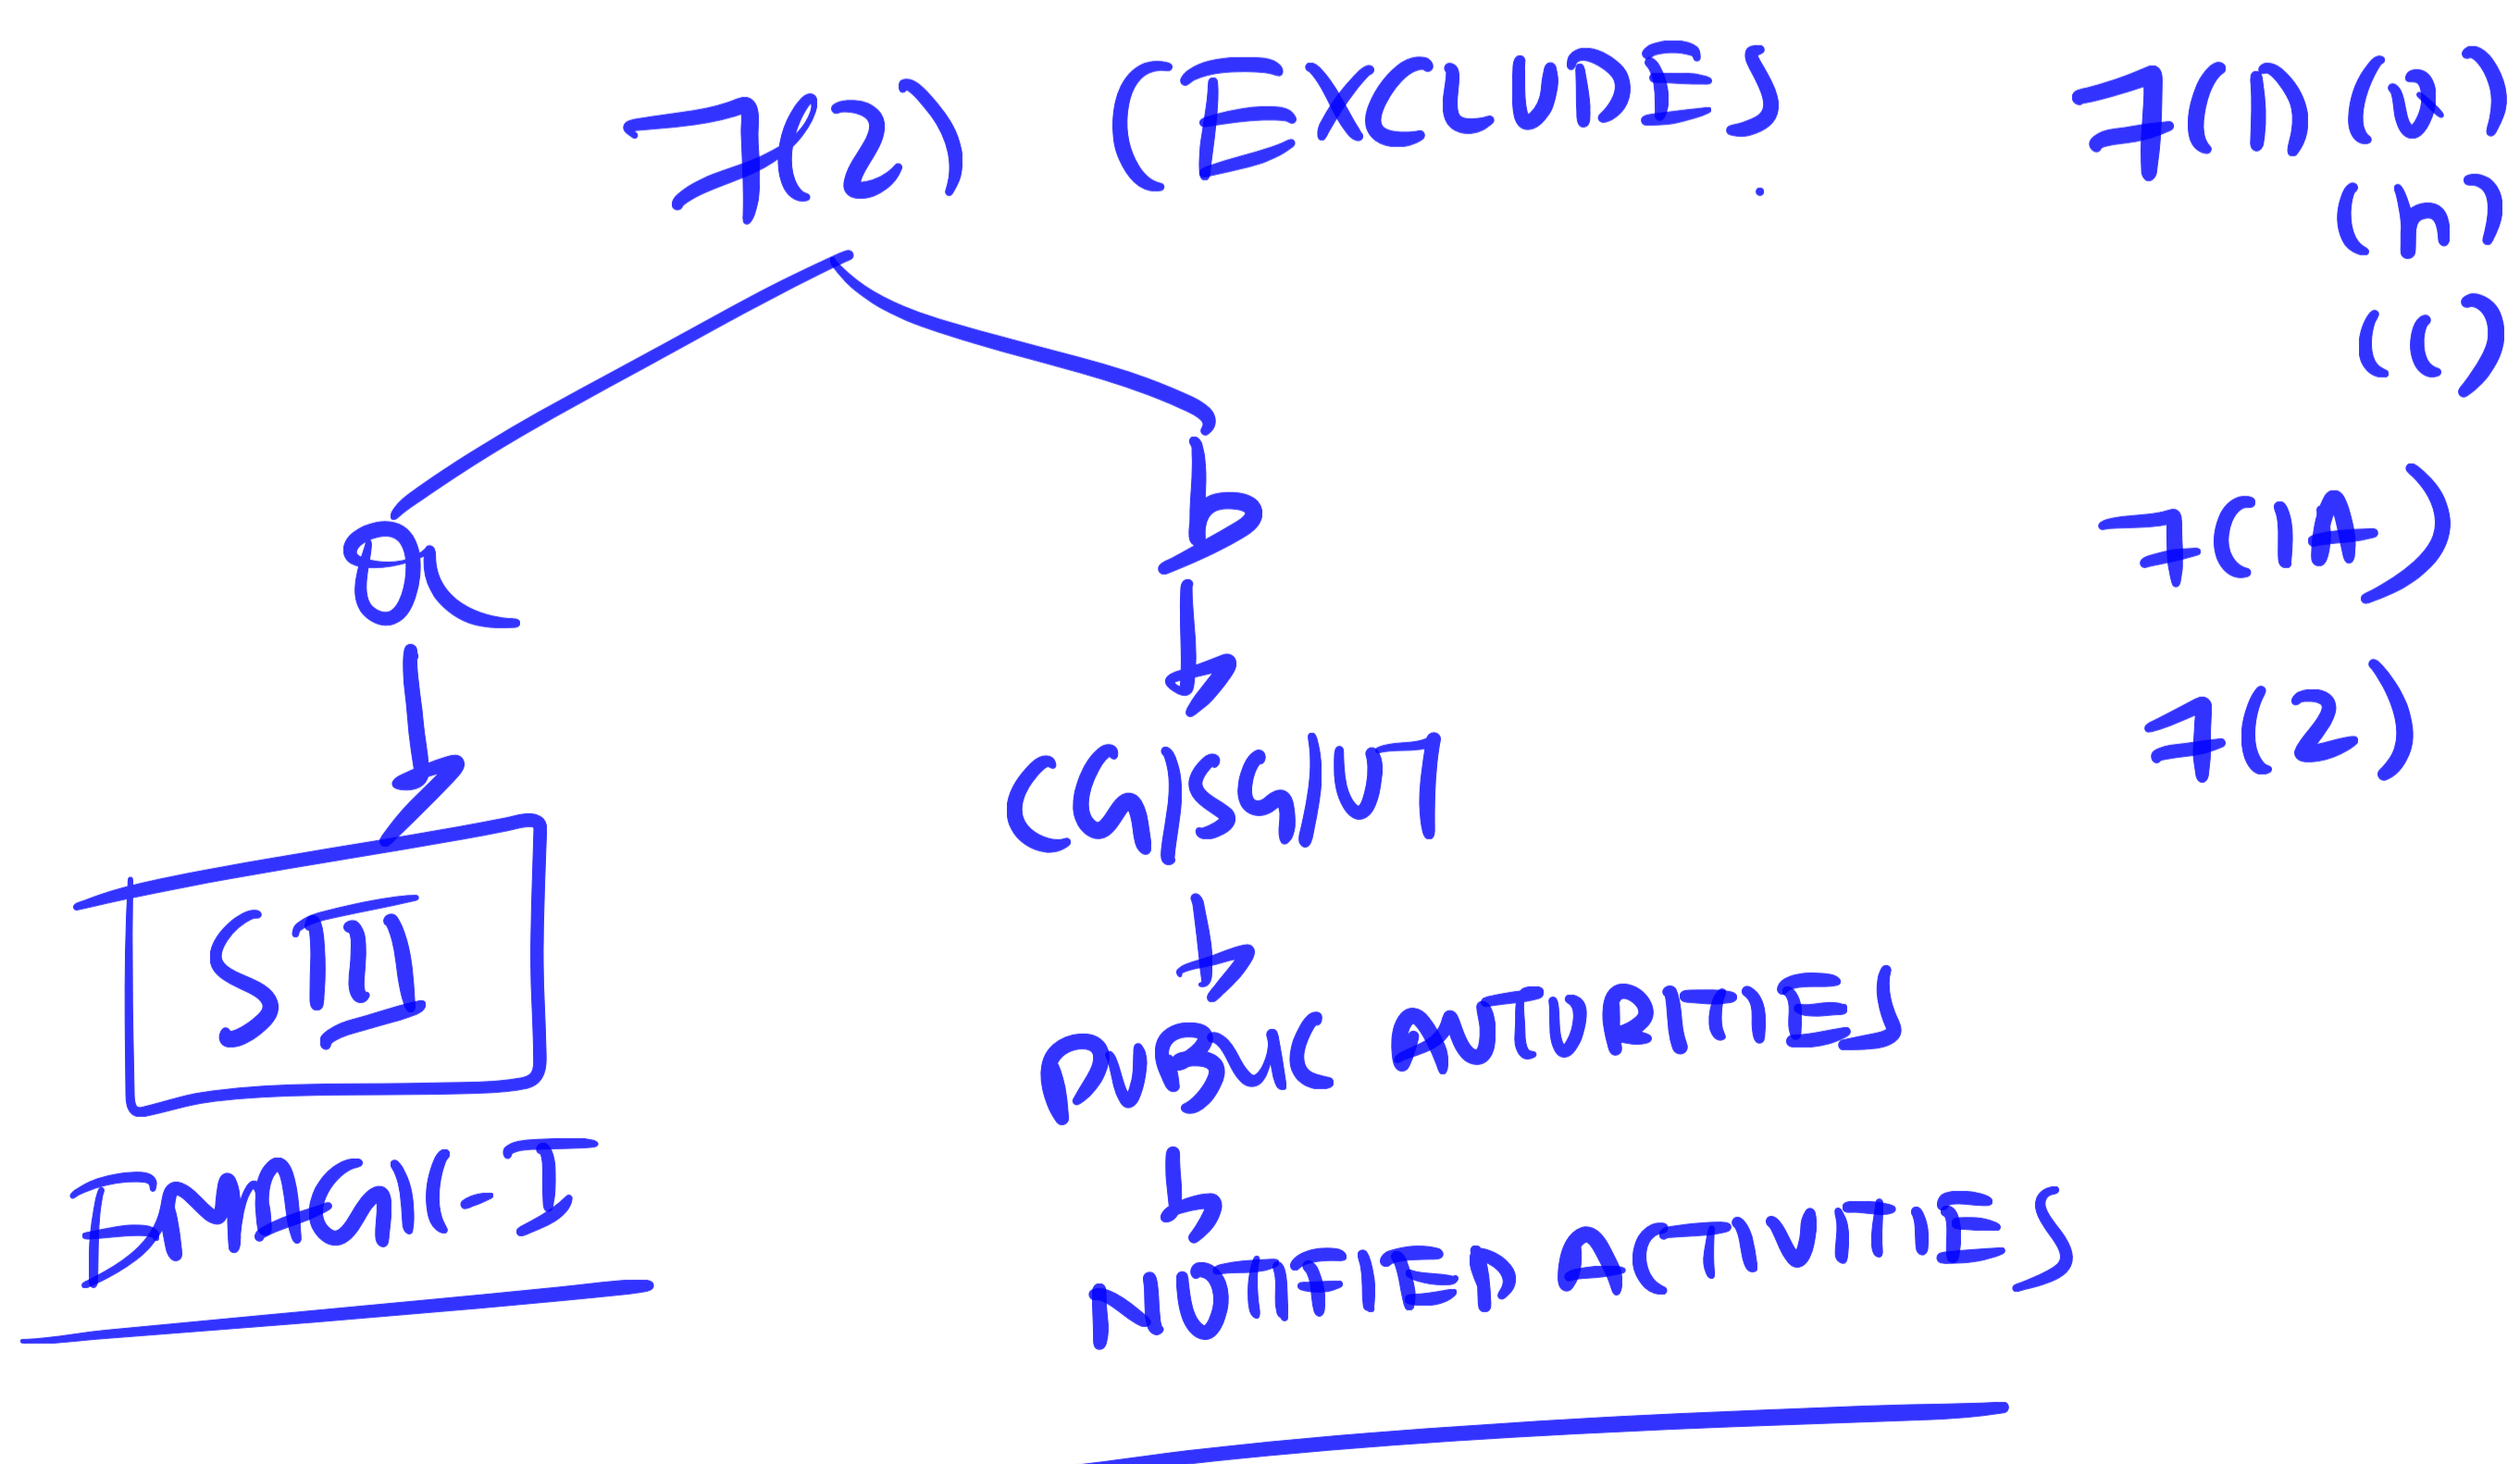 7(2) (EXCLUDES 7(1)(a)
(h)
(c)
7(1A)
7(2)
a b
CG/SG/UT
SIII
PUBLIC AUTHORITIES
NOTIFIED ACTIVITIES